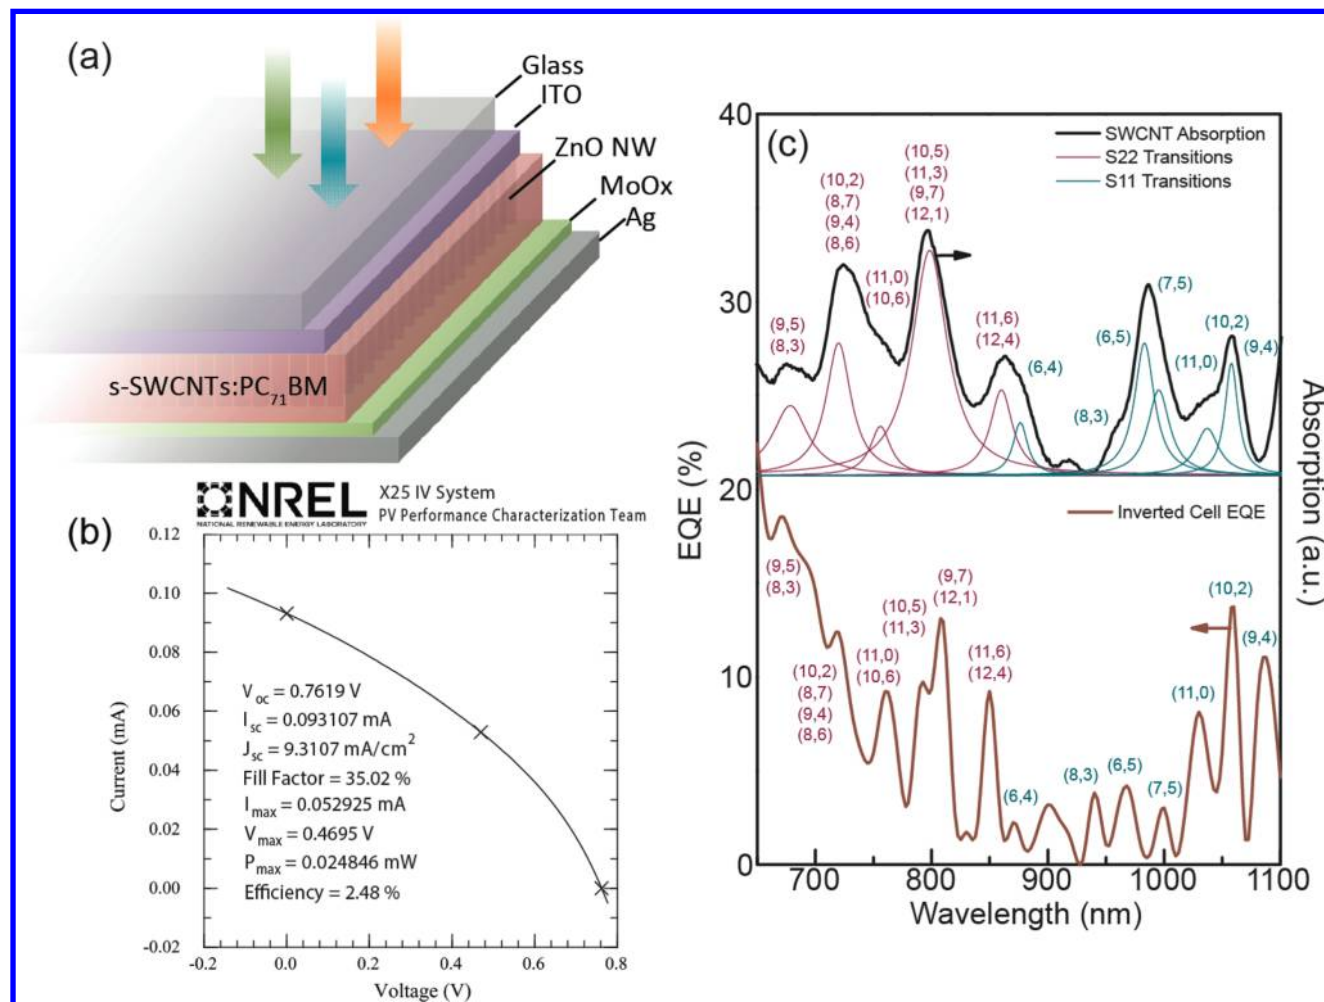 (a)
Glass
ITO
ZnO NW
MoOx
Ag
s-SWCNTs:PC71BM
NREL
NATIONAL RENEWABLE ENERGY LABORATORY
X25 IV System
PV Performance Characterization Team
(b)
0.12
0.10
0.08
0.06
0.04
0.02
0.00
-0.02
Current (mA)
Voc = 0.7619 V
Isc = 0.093107 mA
Jsc = 9.3107 mA/cm2
Fill Factor = 35.02 %
Imax = 0.052925 mA
Vmax = 0.4695 V
Pmax = 0.024846 mW
Efficiency = 2.48 %
-0.2
0.0
0.2
0.4
0.6
0.8
Voltage (V)
(c)
SWCNT Absorption
S22 Transitions
S11 Transitions
40
30
20
10
0
EQE (%)
Absorption (a.u.)
(9,5)
(8,3)
(10,2)
(8,7)
(9,4)
(8,6)
(11,0)
(10,6)
(10,5)
(11,3)
(9,7)
(12,1)
(11,6)
(12,4)
(6,4)
(8,3)
(6,5)
(7,5)
(11,0)
(10,2)
(9,4)
Inverted Cell EQE
(9,5)
(8,3)
(10,2)
(8,7)
(9,4)
(8,6)
(11,0)
(10,6)
(10,5)
(11,3)
(9,7)
(12,1)
(11,6)
(12,4)
(6,4)
(8,3)
(6,5)
(7,5)
(11,0)
(10,2)
(9,4)
700
800
900
1000
1100
Wavelength (nm)